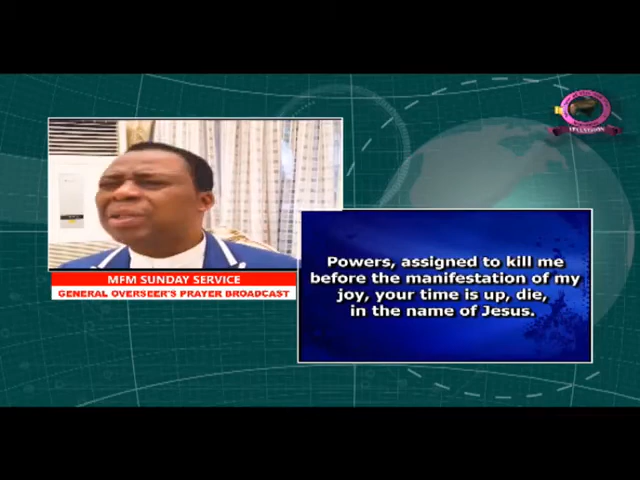 MFM SUNDAY SERVICE
GENERAL OVERSEER'S PRAYER BROADCAST
Powers, assigned to kill me
before the manifestation of my
joy, your time is up, die,
in the name of Jesus.